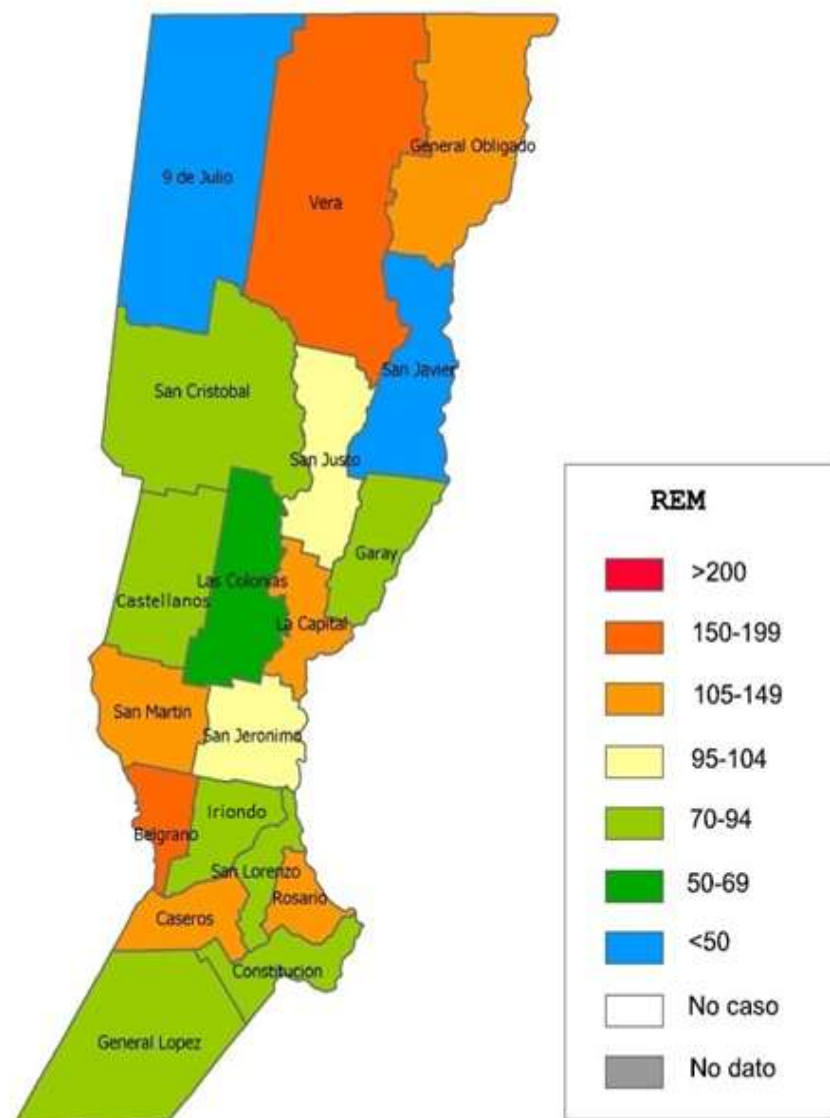 General Obligado
9 de Julio
Vera
San Javier
San Cristobal
San Justo
Garay
Las Colonias
Castellanos
La Capital
San Martin
San Jeronimo
Iriondo
Belgrano
San Lorenzo
Rosario
Caseros
Constitucion
General Lopez
REM
>200
150-199
105-149
95-104
70-94
50-69
<50
No caso
No dato